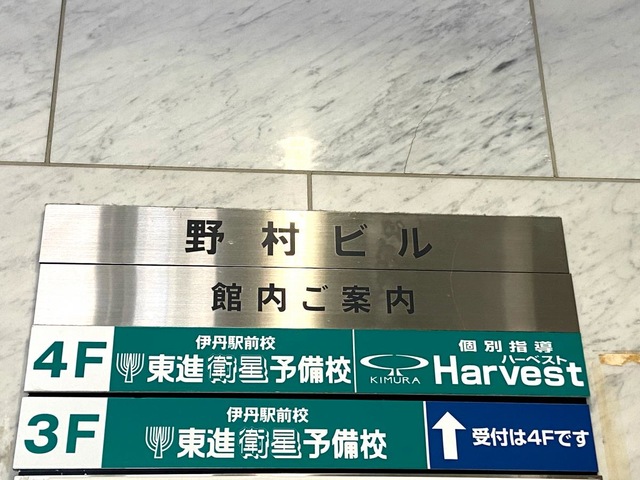 野村ビル
館内ご案内
4F
伊丹駅前校
東進衛星予備校
KIMURA
個別指導
ハーベスト
Harvest
3F
伊丹駅前校
東進衛星予備校
受付は4Fです